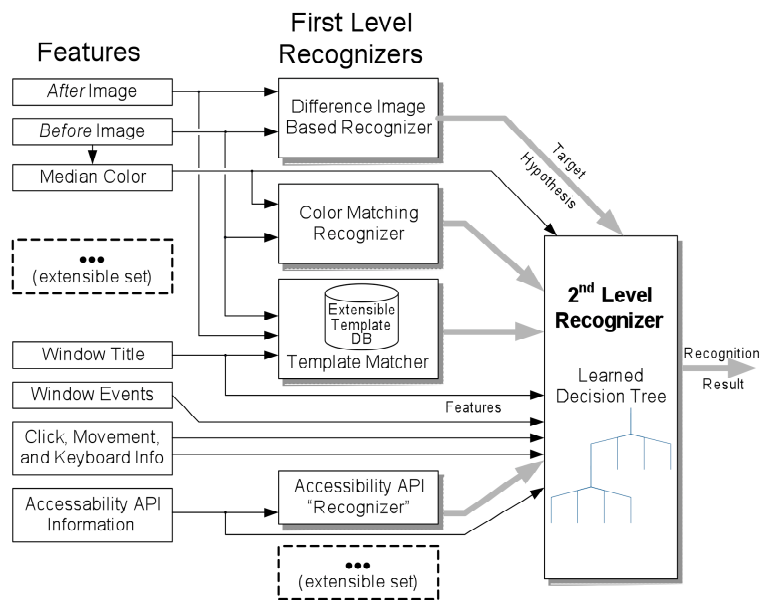 Features
First Level
Recognizers
After Image
Before Image
Median Color
•••
(extensible set)
Window Title
Window Events
Click, Movement,
and Keyboard Info
Accessability API
Information
Difference Image
Based Recognizer
Color Matching
Recognizer
Extensible
Template
DB
Template Matcher
Features
Accessibility API
“Recognizer”
•••
(extensible set)
Target
Hypothesis
2nd Level
Recognizer
Learned
Decision Tree
Recognition
Result